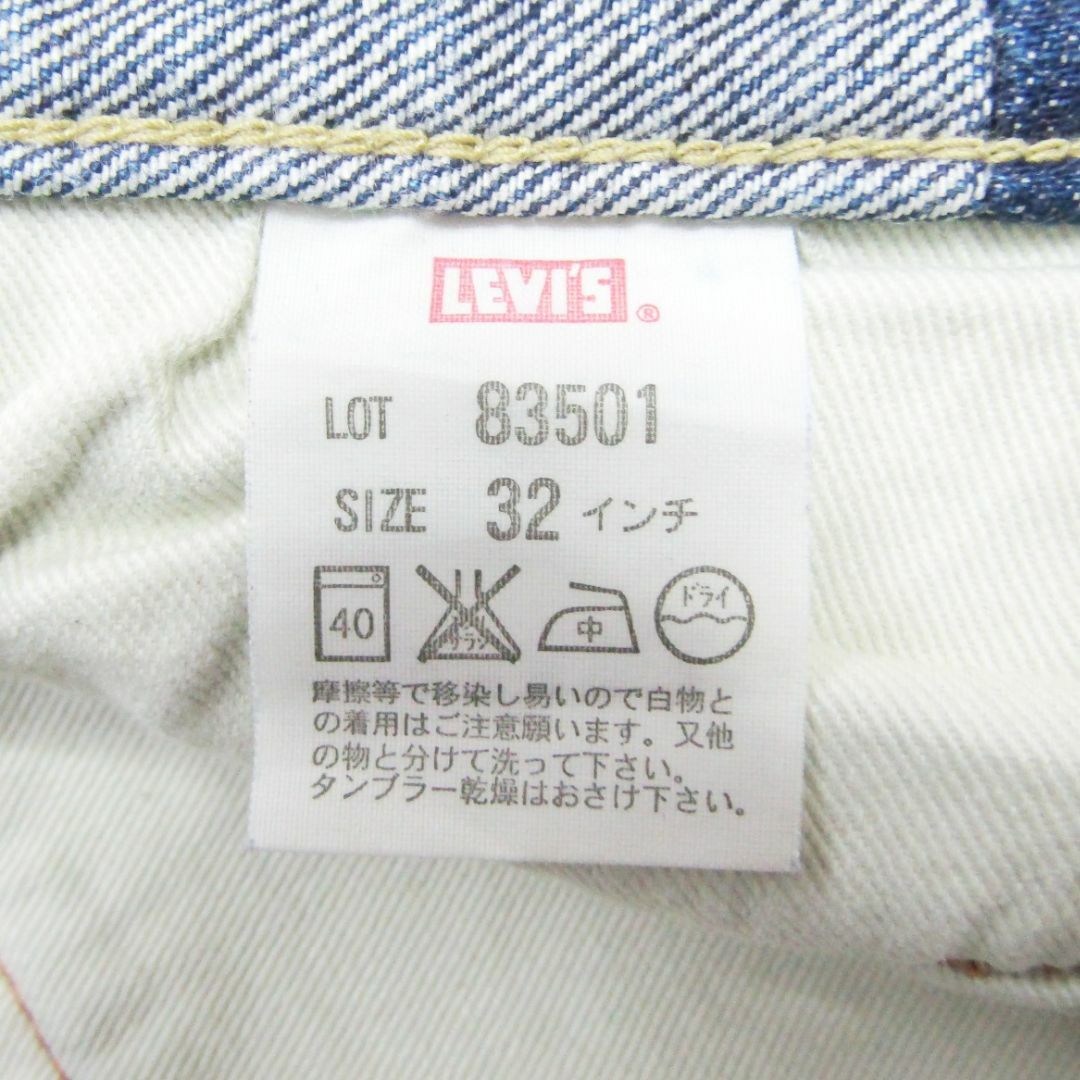 LEVI'S ®
LOT 83501
SIZE 32 インチ
40 サラシ 中 ドライ
摩擦等で移染し易いので白物と
の着用はご注意願います。又他
の物と分けて洗って下さい。
タンブラー乾燥はおさけ下さい。